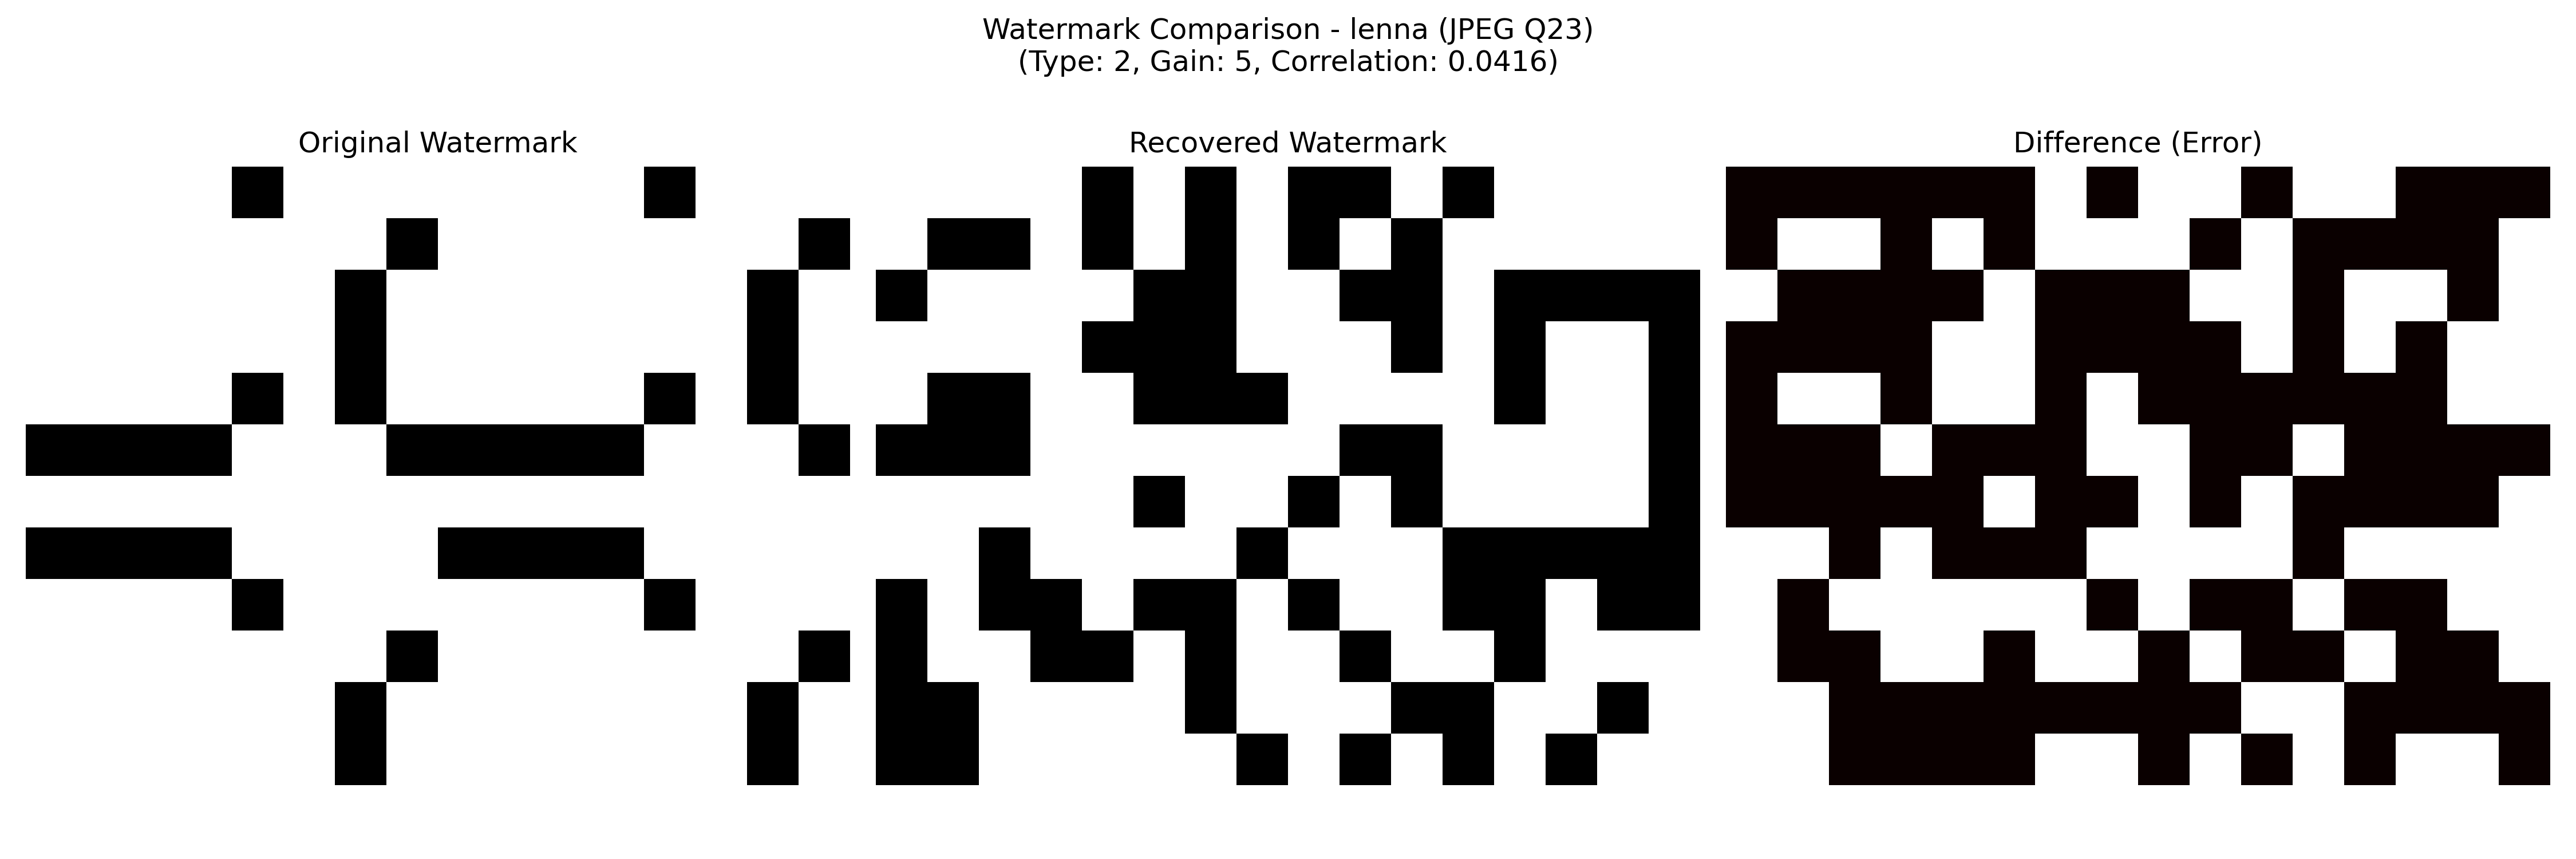 Watermark Comparison - lenna (JPEG Q23)
(Type: 2, Gain: 5, Correlation: 0.0416)
Original Watermark
Recovered Watermark
Difference (Error)